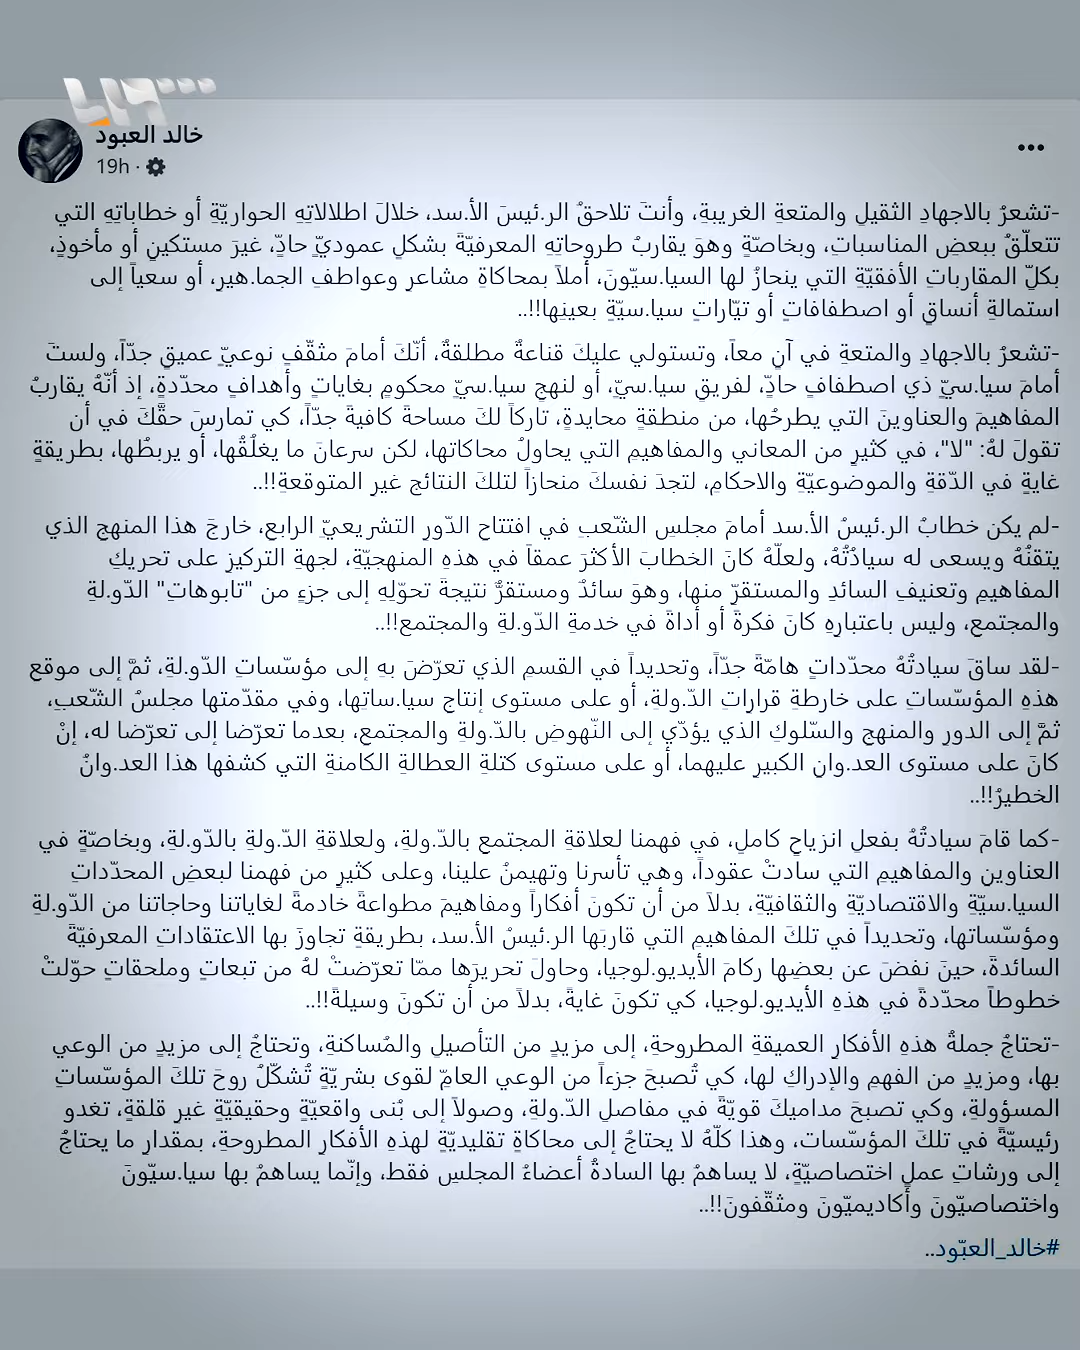 خالد العبود
19h ·
-تشعرُ بالاجهادِ الثقيلِ والمتعةِ الغريبةِ، وأنتَ تلاحقُ الر.ئيسَ الأ.سد، خلالَ اطلالاتِهِ الحواريّةِ أو خطاباتِهِ التي
تتعلّقُ ببعضِ المناسباتِ، وبخاصّةٍ وهوَ يقاربُ طروحاتِهِ المعرفيّةَ بشكلٍ عموديٍّ حادٍّ، غيرَ مستكينٍ أو مأخوذٍ،
بكلِّ المقارباتِ الأفقيّةِ التي ينحازُ لها السيا.سيّونَ، أملاً بمحاكاةِ مشاعرِ وعواطفِ الجما.هيرِ، أو سعياً إلى
استمالةِ أنساقٍ أو اصطفافاتٍ أو تيّاراتٍ سيا.سيّةٍ بعينِها!!..
-تشعرُ بالاجهادِ والمتعةِ في آنٍ معاً، وتستولي عليكَ قناعةٌ مطلقةٌ، أنّكَ أمامَ مثقّفٍ نوعيٍّ عميقٍ جدّاً، ولستَ
أمامَ سيا.سيٍّ ذي اصطفافٍ حادٍّ، لفريقٍ سيا.سيٍّ، أو لنهجٍ سيا.سيٍّ محكومٍ بغاياتٍ وأهدافٍ محدّدةٍ، إذ أنّهُ يقاربُ
المفاهيمَ والعناوينَ التي يطرحُها، من منطقةٍ محايدةٍ، تاركاً لكَ مساحةً كافيةً جدّاً، كي تمارسَ حقَّكَ في أن
تقولَ لهُ: "لا"، في كثيرٍ من المعاني والمفاهيمِ التي يحاولُ محاكاتها، لكن سرعانَ ما يغلُقُها، أو يربطُها، بطريقةٍ
غايةٍ في الدّقةِ والموضوعيّةِ والاحكامِ، لتجدَ نفسكَ منحازاً لتلكَ النتائج غيرِ المتوقعةِ!!..
-لم يكن خطابُ الر.ئيسُ الأ.سد أمامَ مجلسِ الشّعبِ في افتتاح الدّورِ التشريعيّ الرابع، خارجَ هذا المنهج الذي
يتقنُهُ ويسعى له سيادُتُهُ، ولعلّهُ كانَ الخطابَ الأكثرَ عمقاً في هذهِ المنهجيّةِ، لجهةِ التركيزِ على تحريكِ
المفاهيمِ وتعنيفِ السائدِ والمستقرِّ منها، وهوَ سائدٌ ومستقرٌّ نتيجةَ تحوّلِهِ إلى جزءٍ من "تابوهاتِ" الدّو.لةِ
والمجتمع، وليس باعتبارِهِ كانَ فكرةً أو أداةً في خدمةِ الدّو.لةِ والمجتمع!!..
-لقد ساقَ سيادتُهُ محدّداتٍ هامّةً جدّاً، وتحديداً في القسمِ الذي تعرّضَ بهِ إلى مؤسّساتِ الدّو.لةِ، ثمَّ إلى موقع
هذهِ المؤسّساتِ على خارطةِ قراراتِ الدّ.ولةِ، أو على مستوى إنتاج سيا.ساتِها، وفي مقدّمتها مجلسُ الشّعبِ،
ثمَّ إلى الدورِ والمنهجِ والسّلوكِ الذي يؤدّي إلى النّهوضِ بالدّ.ولةِ والمجتمع، بعدما تعرّضا إلى تعرّضا له، إنْ
كانَ على مستوى العد.وانِ الكبيرِ عليهما، أو على مستوى كتلةِ العطالةِ الكامنةِ التي كشفها هذا العد.وانُ
الخطيرُ!!..
-كما قامَ سيادتُهُ بفعلِ انزياحٍ كاملٍ، في فهمنا لعلاقةِ المجتمع بالدّ.ولةِ، ولعلاقةِ الدّ.ولةِ بالدّو.لةِ، وبخاصّةٍ في
العناوين والمفاهيمِ التي سادتْ عقوداً، وهي تأسرنا وتهيمنُ علينا، وعلى كثيرٍ من فهمنا لبعضِ المحدّداتِ
السيا.سيّةِ والاقتصاديّةِ والثقافيّةِ، بدلاً من أن تكونَ أفكاراً ومفاهيمَ مطواعةً خادمةً لغاياتنا وحاجاتنا من الدّو.لةِ
ومؤسّساتها، وتحديداً في تلكَ المفاهيمِ التي قاربَها الر.ئيسُ الأ.سد، بطريقةٍ تجاوزَ بها الاعتقاداتِ المعرفيّةَ
السائدةَ، حينَ نفضَ عن بعضِها ركامَ الأيديو.لوجيا، وحاولَ تحريرَها ممّا تعرّضتْ لهُ من تبعاتٍ وملحقاتٍ حوّلتْ
خطوطاً محدّدةً في هذهِ الأيديو.لوجيا، كي تكونَ غايةً، بدلاً من أن تكونَ وسيلةً!!..
-تحتاجُ جملةُ هذهِ الأفكارِ العميقةِ المطروحةِ، إلى مزيدٍ من التأصيلِ والمُساكنةِ، وتحتاجُ إلى مزيدٍ من الوعي
بها، ومزيدٍ من الفهمِ والإدراكِ لها، كي تُصبحَ جزءاً من الوعي العامّ لقوى بشريّةٍ تُشكّلُ روحَ تلكَ المؤسّساتِ
المسؤولةِ، وكي تصبحَ مداميكَ قويّةً في مفاصلِ الدّ.ولةِ، وصولاً إلى بُنى واقعيّةٍ وحقيقيّةٍ غيرِ قلقةٍ، تغدو
رئيسيّةً في تلكَ المؤسّسات، وهذا كلّهُ لا يحتاجُ إلى محاكاةٍ تقليديّةٍ لهذهِ الأفكارِ المطروحةِ، بمقدارِ ما يحتاجُ
إلى ورشاتِ عملٍ اختصاصيّةٍ، لا يساهمُ بها السادةُ أعضاءُ المجلسِ فقط، وإنّما يساهمُ بها سيا.سيّونَ
واختصاصيّونَ وأكاديميّونَ ومثقّفونَ!!..
#خالد_العبّود..